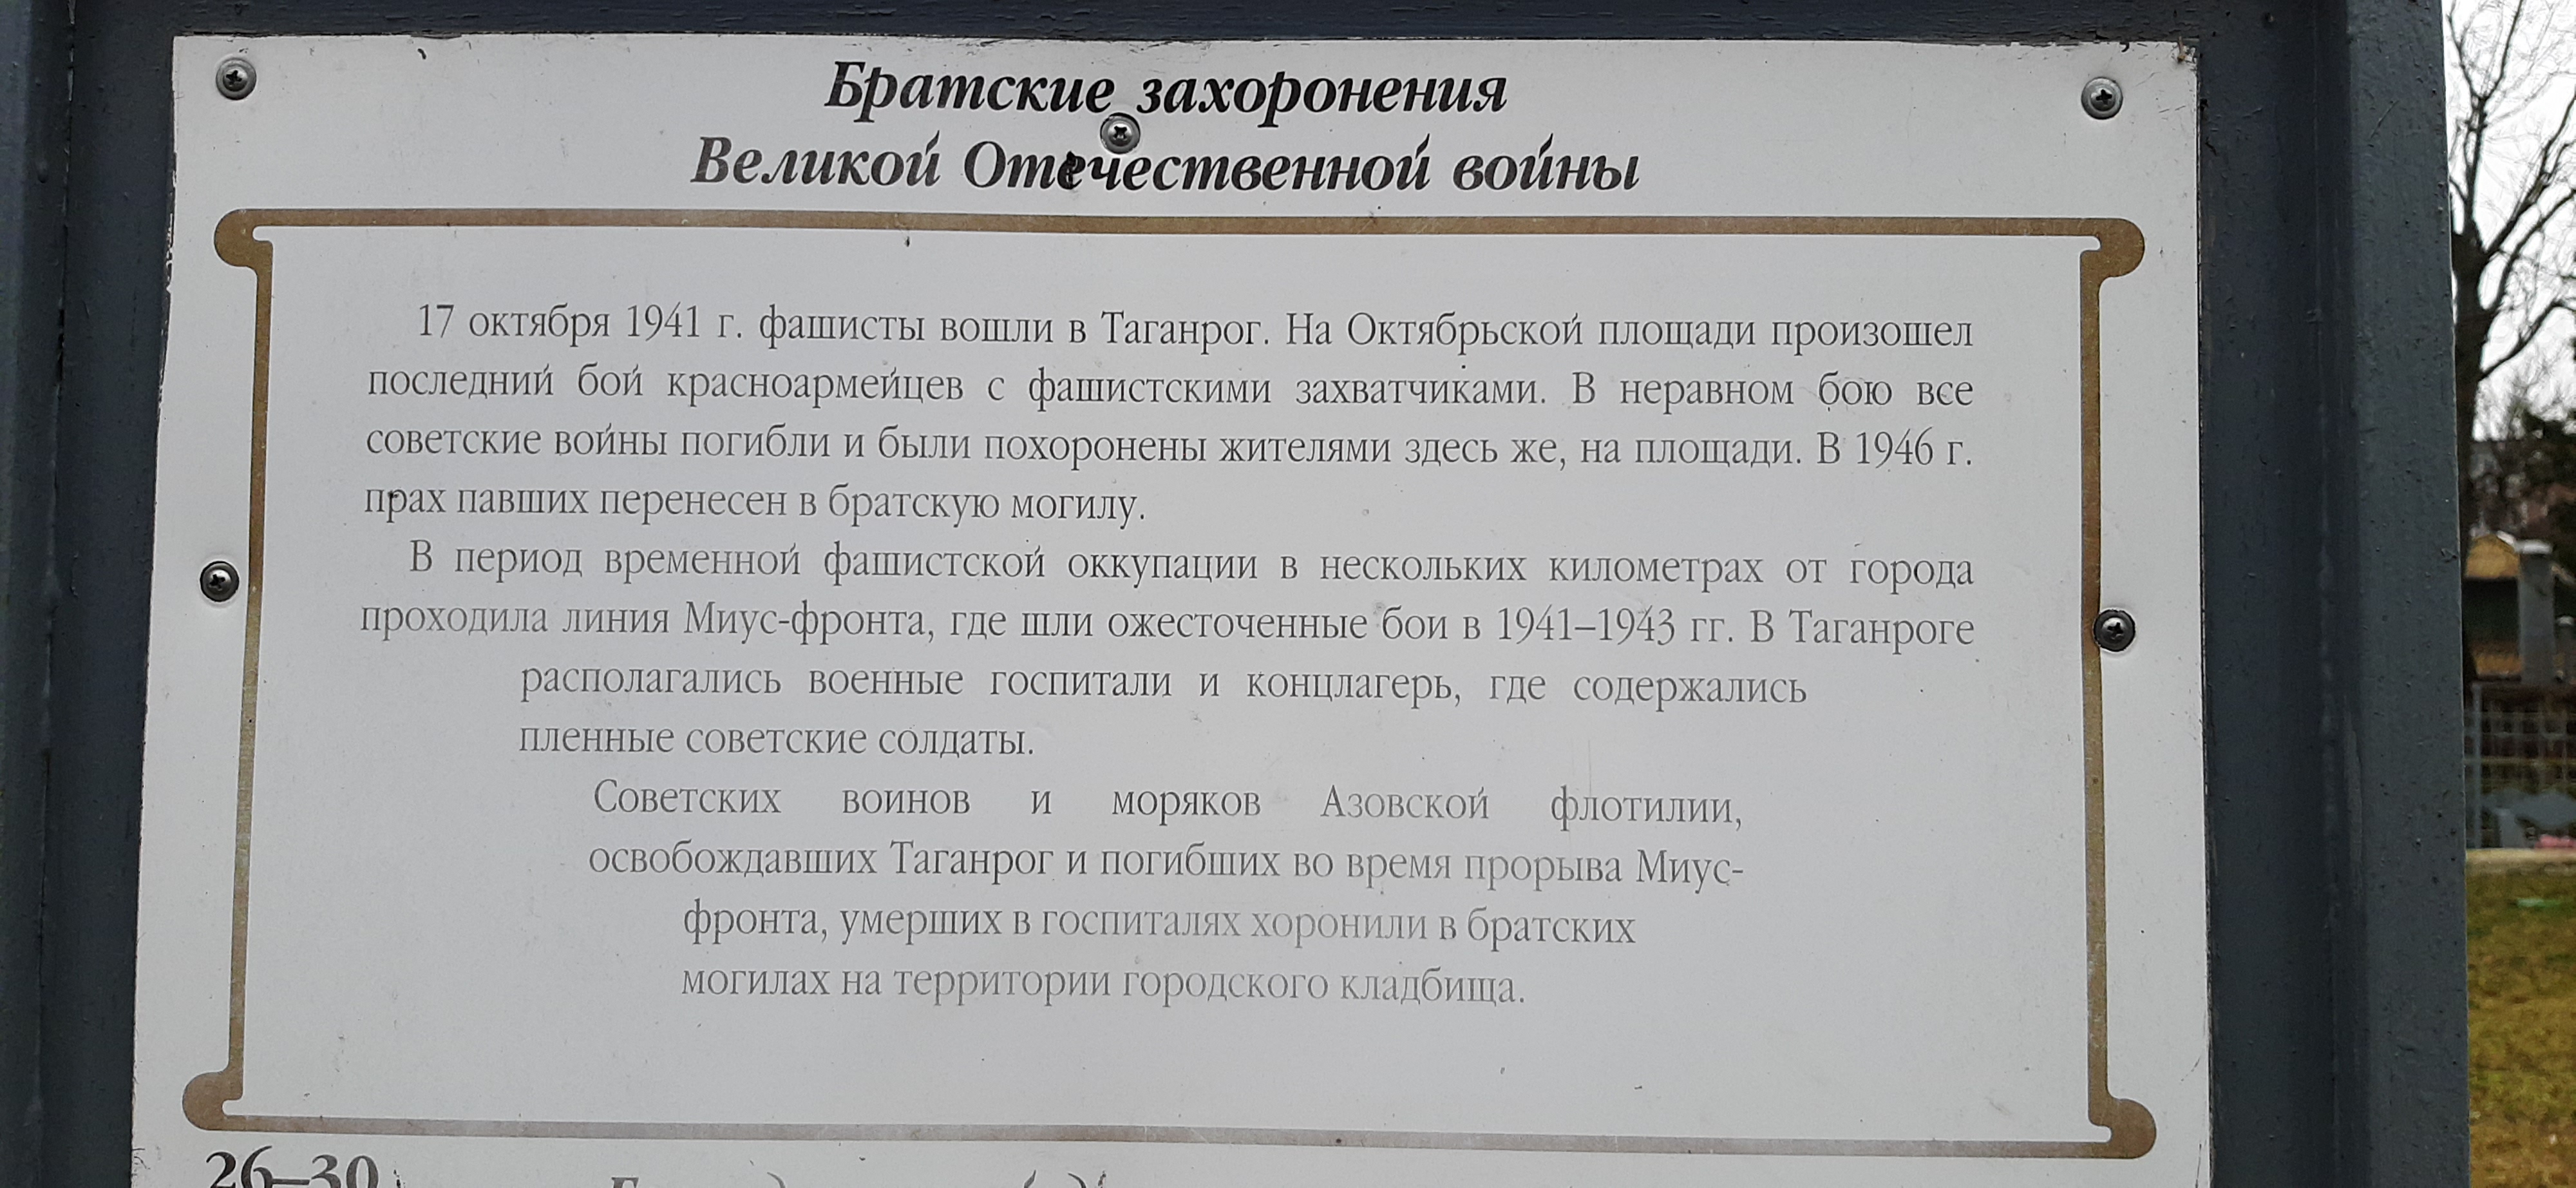 Братские захоронения
Великой Отечественной войны
17 октября 1941 г. фашисты вошли в Таганрог. На Октябрьской площади произошел
последний бой красноармейцев с фашистскими захватчиками. В неравном бою все
советские войны погибли и были похоронены жителями здесь же, на площади. В 1946 г.
прах павших перенесен в братскую могилу.
В период временной фашистской оккупации в нескольких километрах от города
проходила линия Миус-фронта, где шли ожесточенные бои в 1941–1943 гг. В Таганроге
располагались военные госпитали и концлагерь, где содержались
пленные советские солдаты.
Советских воинов и моряков Азовской флотилии,
освобождавших Таганрог и погибших во время прорыва Миус-
фронта, умерших в госпиталях хоронили в братских
могилах на территории городского кладбища.
26–30